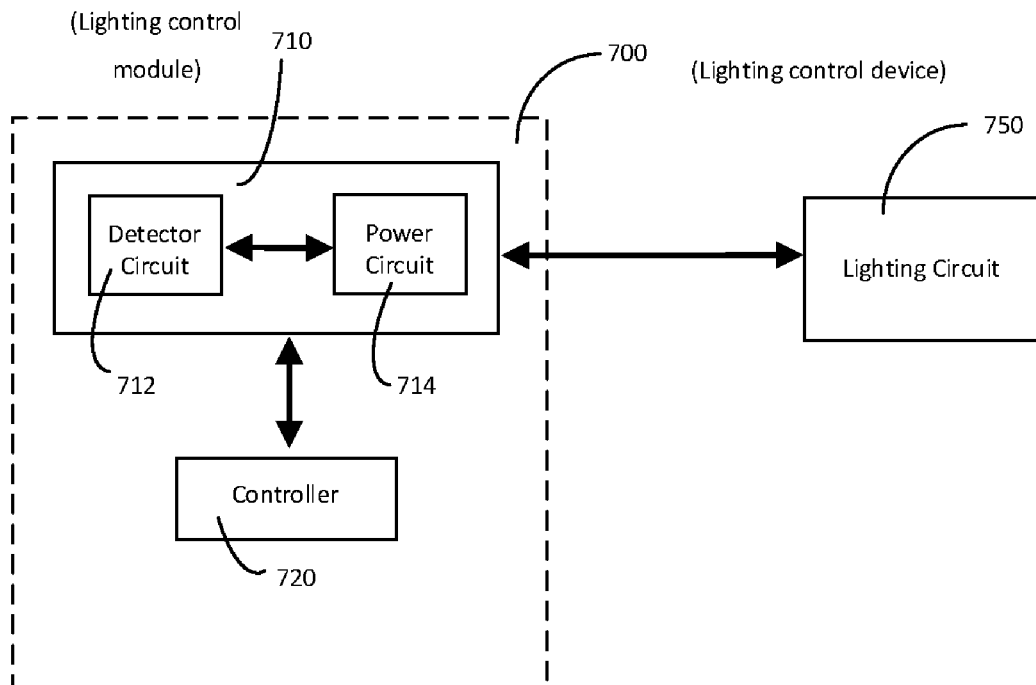 (Lighting control
module)
710
700
(Lighting control device)
750
Detector
Circuit
Power
Circuit
Lighting Circuit
712
714
Controller
720